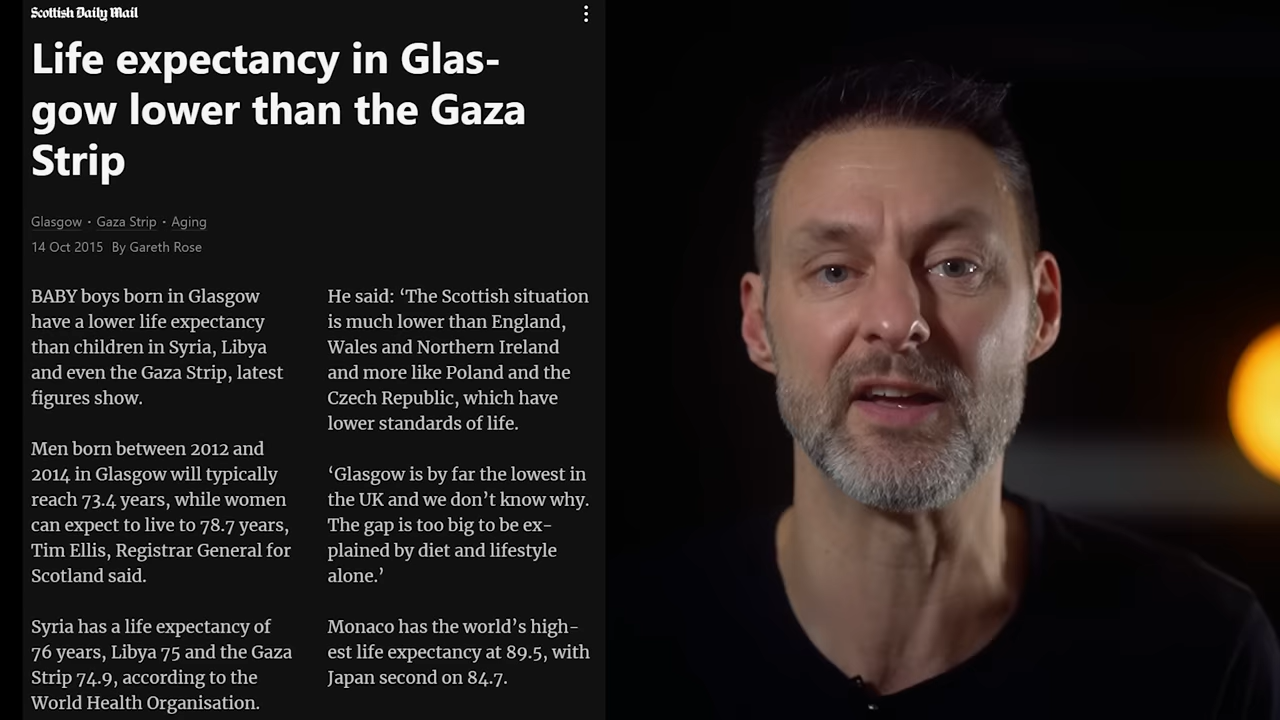 Scottish Daily Mail
Life expectancy in Glas-
gow lower than the Gaza
Strip
Glasgow · Gaza Strip · Aging
14 Oct 2015 By Gareth Rose
BABY boys born in Glasgow
have a lower life expectancy
than children in Syria, Libya
and even the Gaza Strip, latest
figures show.
Men born between 2012 and
2014 in Glasgow will typically
reach 73.4 years, while women
can expect to live to 78.7 years,
Tim Ellis, Registrar General for
Scotland said.
Syria has a life expectancy of
76 years, Libya 75 and the Gaza
Strip 74.9, according to the
World Health Organisation.
He said: ‘The Scottish situation
is much lower than England,
Wales and Northern Ireland
and more like Poland and the
Czech Republic, which have
lower standards of life.
‘Glasgow is by far the lowest in
the UK and we don’t know why.
The gap is too big to be ex-
plained by diet and lifestyle
alone.’
Monaco has the world’s high-
est life expectancy at 89.5, with
Japan second on 84.7.